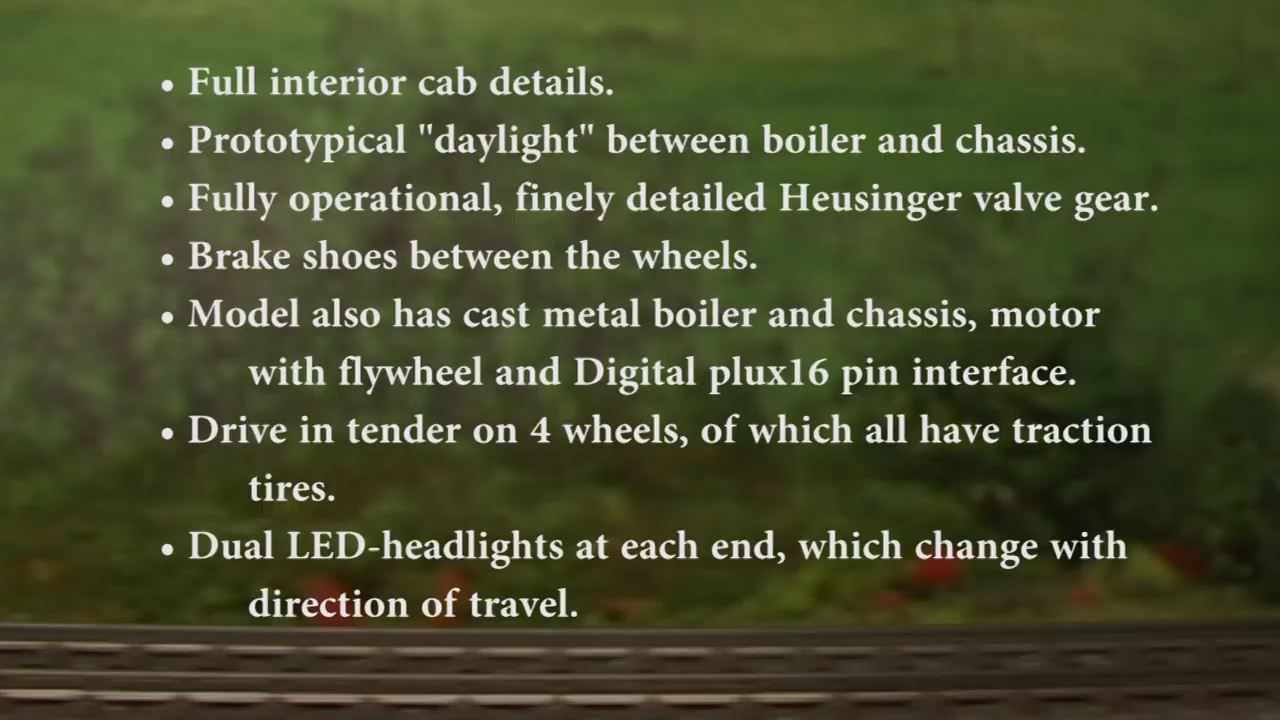 • Full interior cab details.
• Prototypical "daylight" between boiler and chassis.
• Fully operational, finely detailed Heusinger valve gear.
• Brake shoes between the wheels.
• Model also has cast metal boiler and chassis, motor
with flywheel and Digital plux16 pin interface.
• Drive in tender on 4 wheels, of which all have traction
tires.
• Dual LED-headlights at each end, which change with
direction of travel.